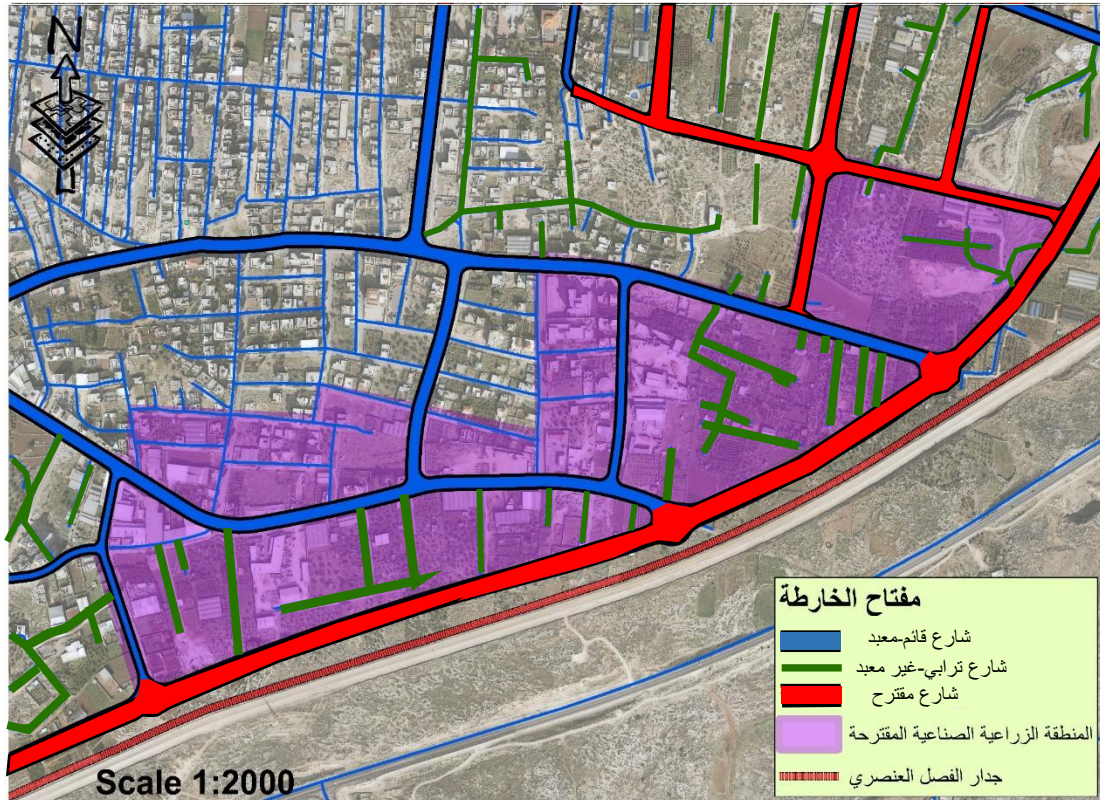 N
مفتاح الخارطة
شارع قائم-معبد
شارع ترابي-غير معبد
شارع مقترح
المنطقة الزراعية الصناعية المقترحة
جدار الفصل العنصري
Scale 1:2000